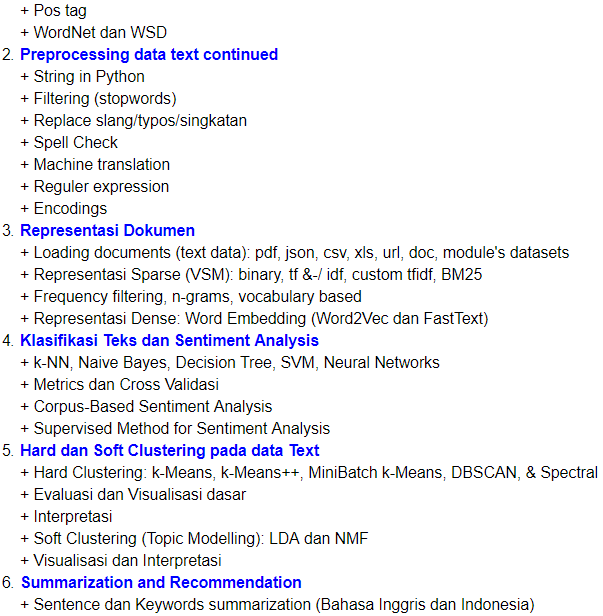 + Pos tag
+ WordNet dan WSD
2. Preprocessing data text continued
+ String in Python
+ Filtering (stopwords)
+ Replace slang/typos/singkatan
+ Spell Check
+ Machine translation
+ Reguler expression
+ Encodings
3. Representasi Dokumen
+ Loading documents (text data): pdf, json, csv, xls, url, doc, module's datasets
+ Representasi Sparse (VSM): binary, tf &-/ idf, custom tfidf, BM25
+ Frequency filtering, n-grams, vocabulary based
+ Representasi Dense: Word Embedding (Word2Vec dan FastText)
4. Klasifikasi Teks dan Sentiment Analysis
+ k-NN, Naive Bayes, Decision Tree, SVM, Neural Networks
+ Metrics dan Cross Validasi
+ Corpus-Based Sentiment Analysis
+ Supervised Method for Sentiment Analysis
5. Hard dan Soft Clustering pada data Text
+ Hard Clustering: k-Means, k-Means++, MiniBatch k-Means, DBSCAN, & Spectral
+ Evaluasi dan Visualisasi dasar
+ Interpretasi
+ Soft Clustering (Topic Modelling): LDA dan NMF
+ Visualisasi dan Interpretasi
6. Summarization and Recommendation
+ Sentence dan Keywords summarization (Bahasa Inggris dan Indonesia)